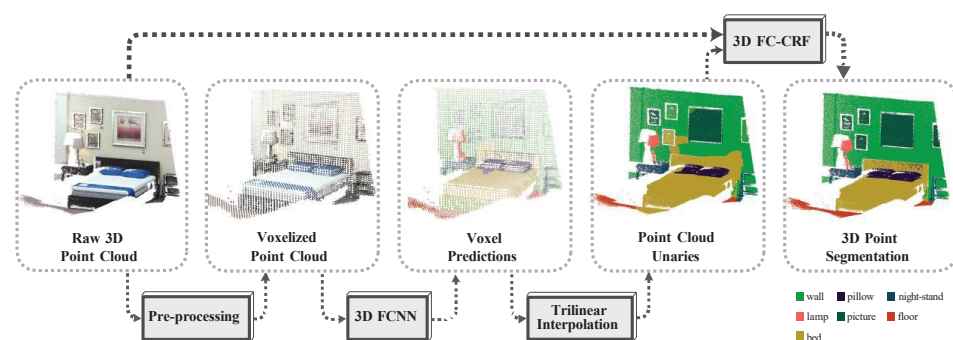 3D FC-CRF
Raw 3D
Point Cloud
Voxelized
Point Cloud
Voxel
Predictions
Point Cloud
Unaries
3D Point
Segmentation
Pre-processing
3D FCNN
Trilinear
Interpolation
wall pillow night-stand
lamp picture floor
bed